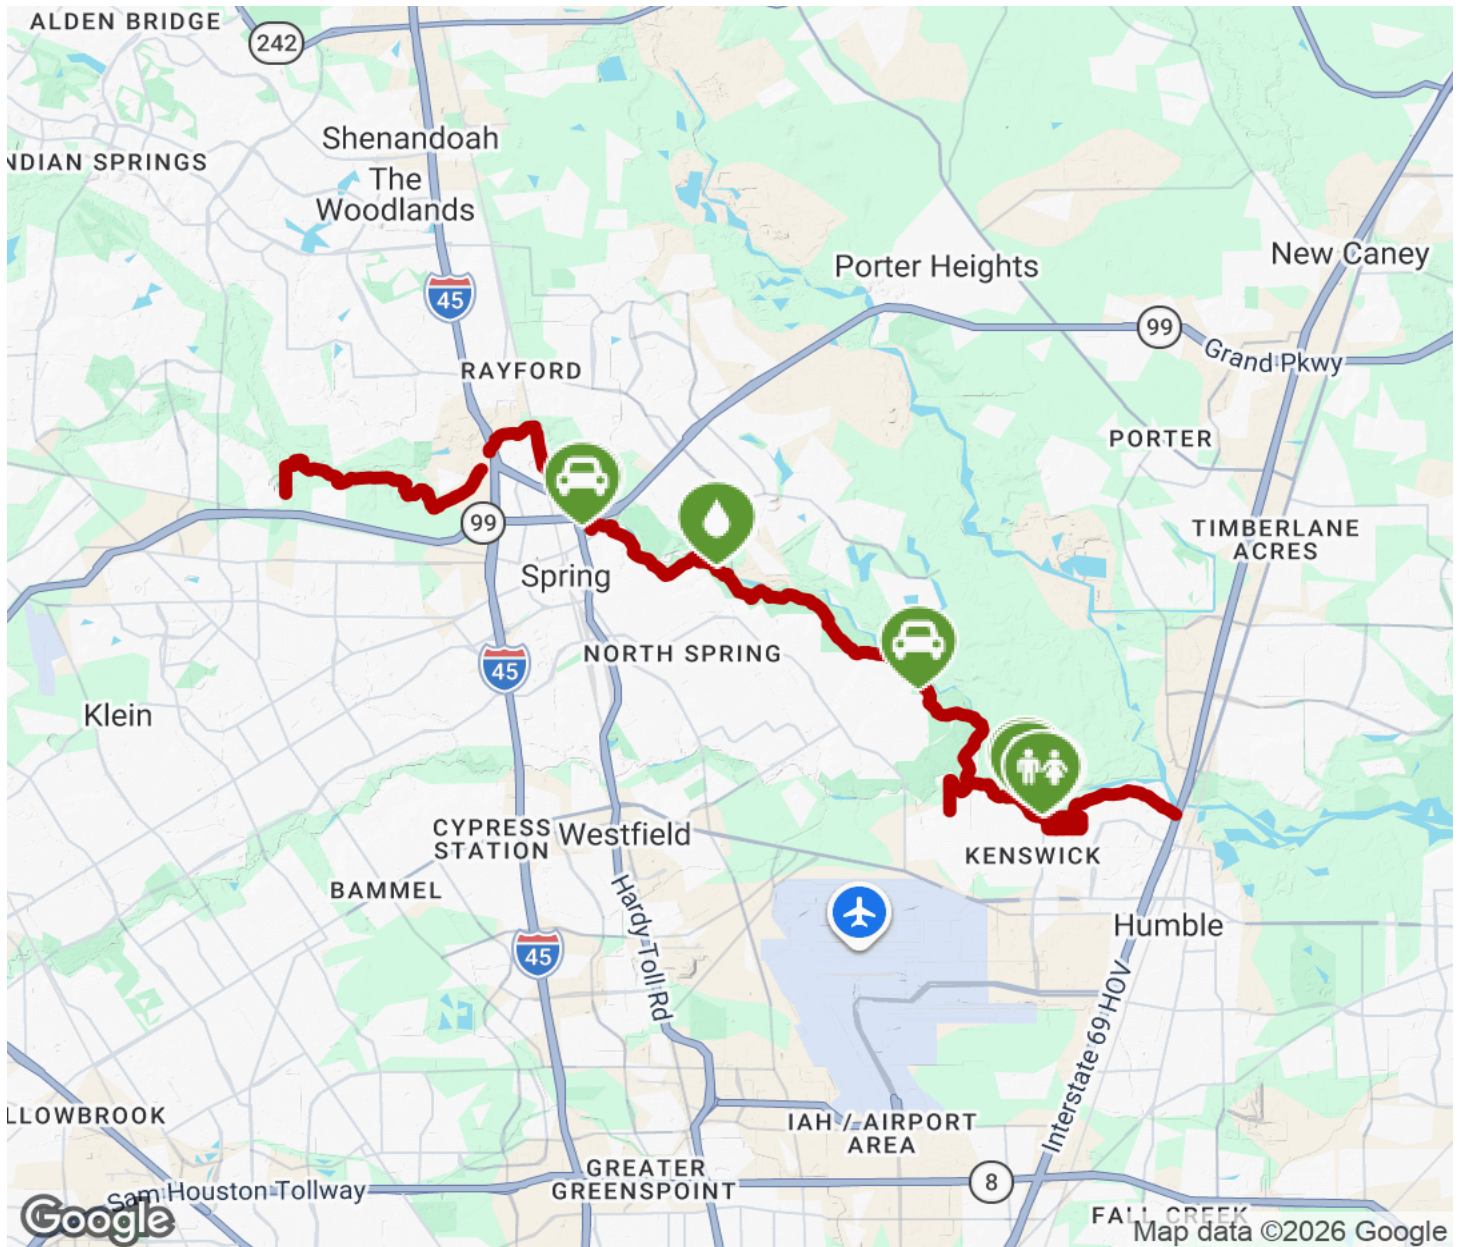 ALDEN BRIDGE
242
Shenandoah
NDIAN SPRINGS
The
Woodlands
New Caney
Porter Heights
45
99
Grand Pkwy
RAYFORD
PORTER
99
TIMBERLANE
ACRES
Spring
NORTH SPRING
45
Klein
CYPRESS
STATION
Westfield
KENSWICK
BAMMEL
Hardy Toll Rd
Humble
45
Interstate 69 HOV
LLOWBROOK
IAH / AIRPORT
AREA
GREATER
GREENSPOINT
8
Sam Houston Tollway
FALL CREEK
Google
Map data ©2026 Google